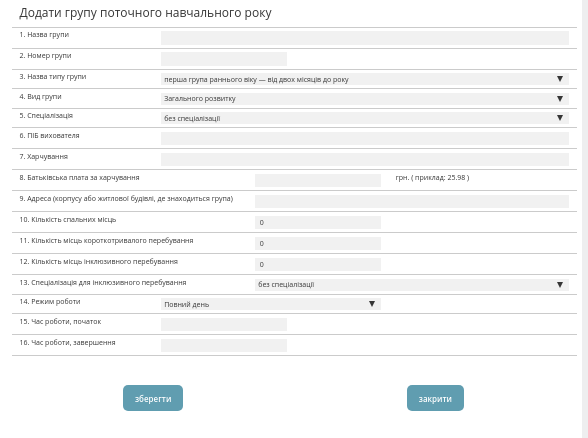 Додати групу поточного навчального року
1. Назва групи
2. Номер групи
3. Назва типу групи перша група раннього віку — від двох місяців до року
4. Вид групи Загального розвитку
5. Спеціалізація без спеціалізації
6. ПІБ вихователя
7. Харчування
8. Батьківська плата за харчування грн. ( приклад: 25.98 )
9. Адреса (корпусу або житлової будівлі, де знаходиться група)
10. Кількість спальних місць 0
11. Кількість місць короткотривалого перебування 0
12. Кількість місць інклюзивного перебування 0
13. Спеціалізація для інклюзивного перебування без спеціалізації
14. Режим роботи Повний день
15. Час роботи, початок
16. Час роботи, завершення
зберегти закрити